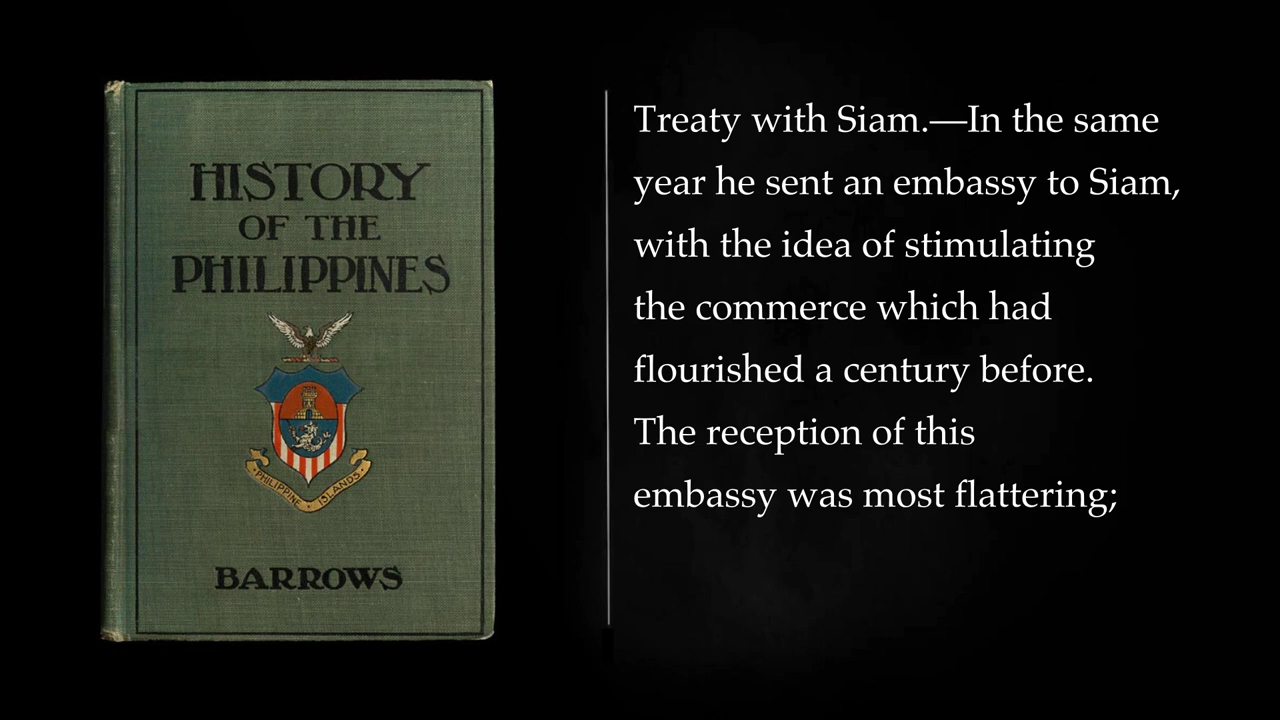 HISTORY
OF THE
PHILIPPINES
PHILIPPINE ISLANDS
BARROWS
Treaty with Siam.—In the same
year he sent an embassy to Siam,
with the idea of stimulating
the commerce which had
flourished a century before.
The reception of this
embassy was most flattering;